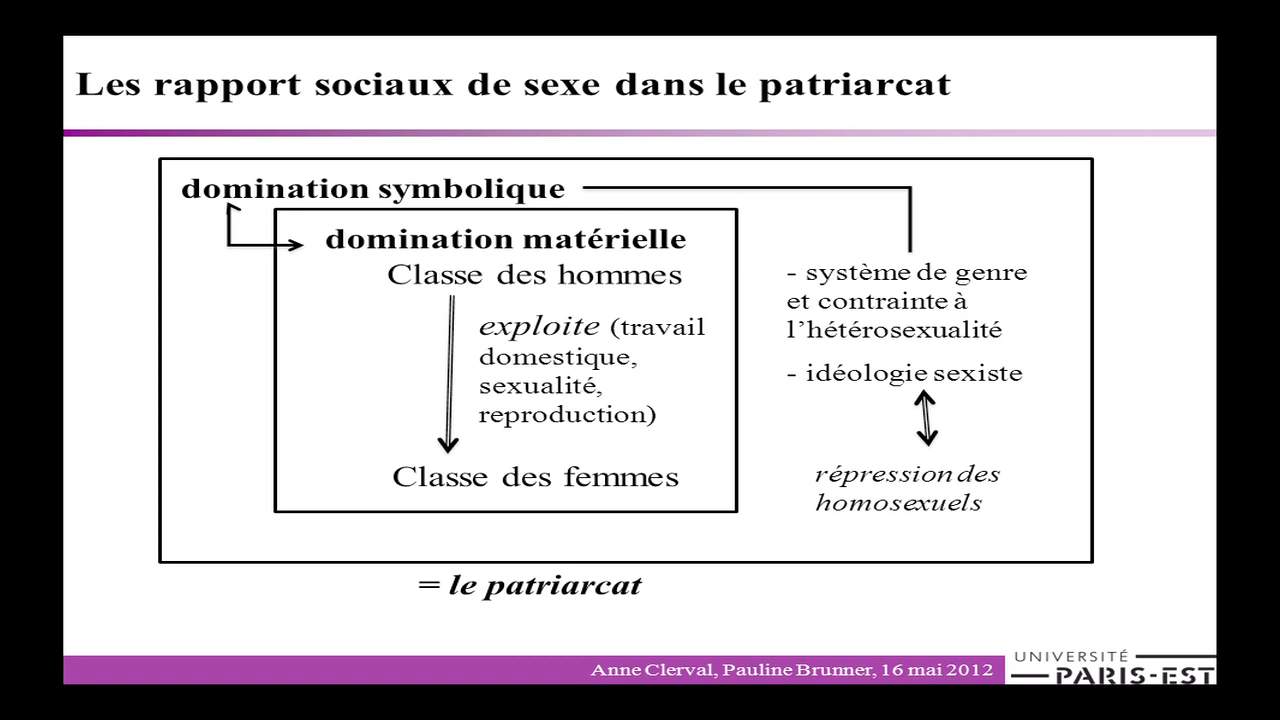 Les rapport sociaux de sexe dans le patriarcat
domination symbolique
domination matérielle
Classe des hommes
exploite (travail
domestique,
sexualité,
reproduction)
Classe des femmes
- système de genre
et contrainte à
l’hétérosexualité
- idéologie sexiste
répression des
homosexuels
= le patriarcat
Anne Clerval, Pauline Brunner, 16 mai 2012
UNIVERSITÉ
PARIS-EST